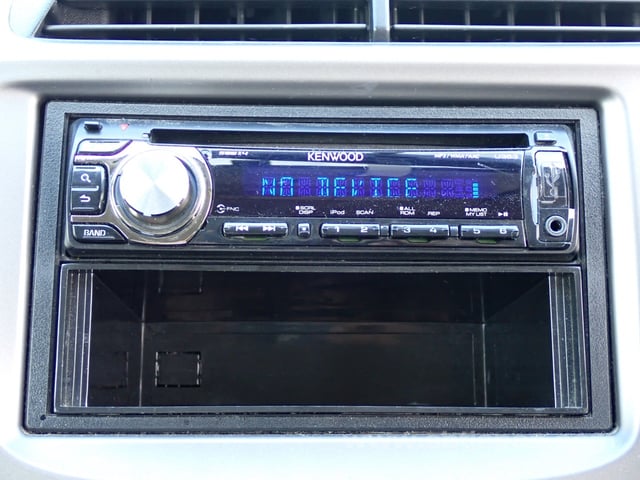 KENWOOD
NO DEVICE
FNC
SCRL
DISP
iPod
SCAN
ALL
RDM
REP
MEMO
MY LIST
BAND
1 2
3 4
5 6